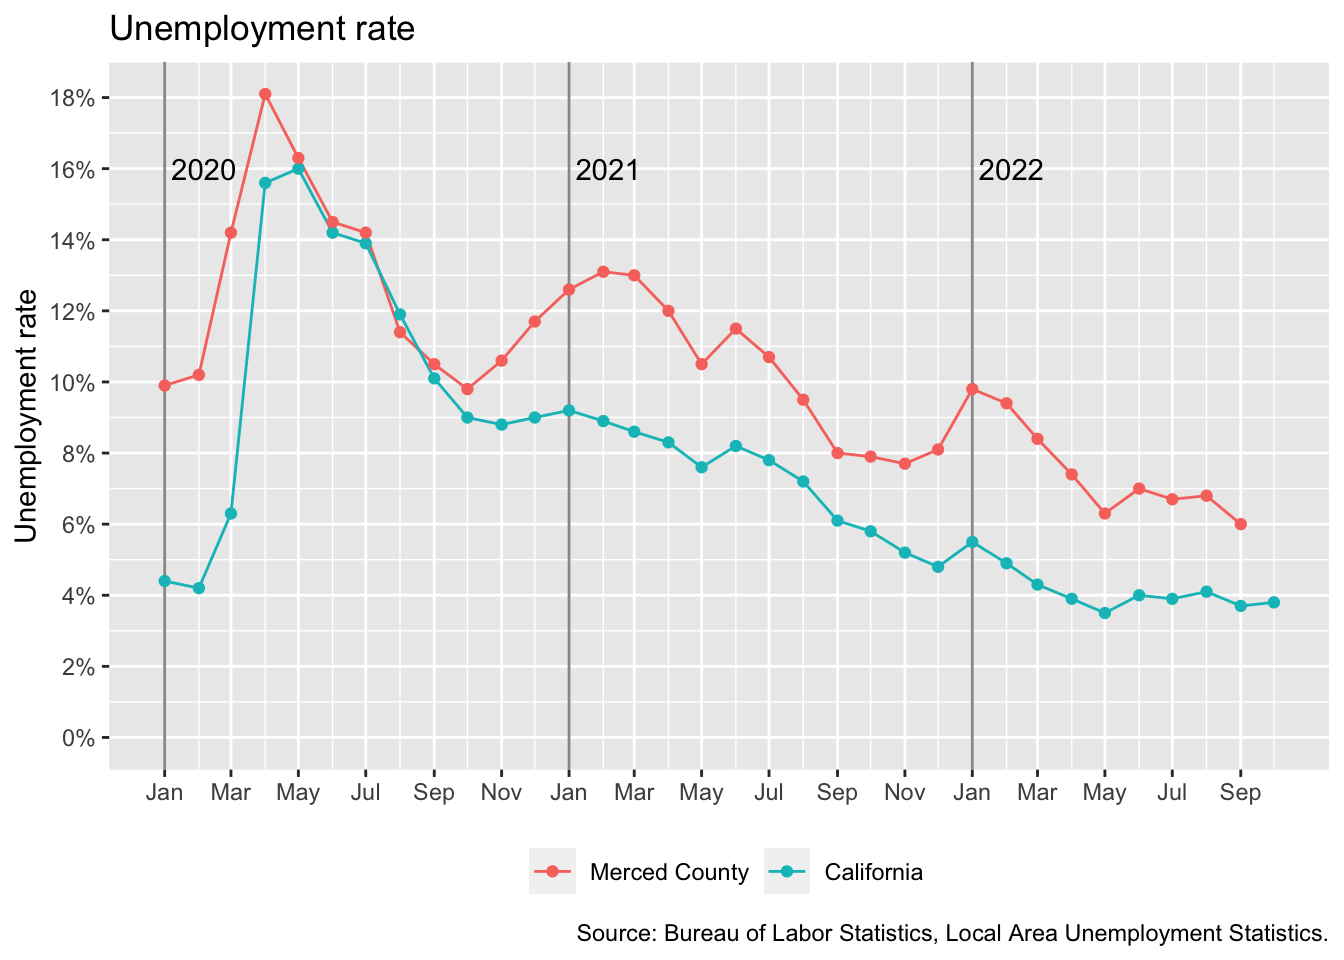 Unemployment rate
Unemployment rate
18%
16%
14%
12%
10%
8%
6%
4%
2%
0%
2020 2021 2022
Jan Mar May Jul Sep Nov Jan Mar May Jul Sep Nov Jan Mar May Jul Sep
Merced County California
Source: Bureau of Labor Statistics, Local Area Unemployment Statistics.